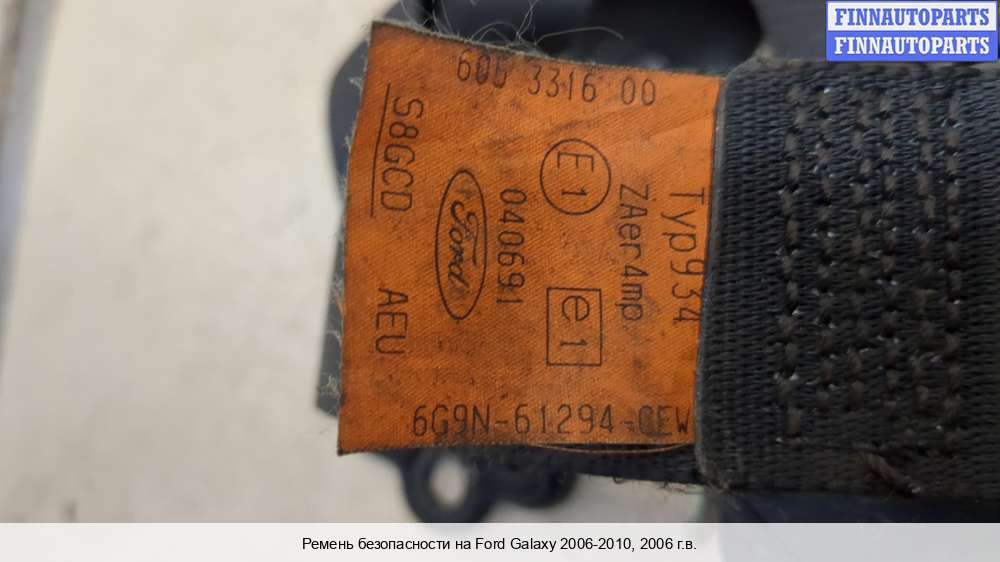 FINNAUTOPARTS
FINNAUTOPARTS
3316 00
S8GCD
AEU
Ford
040691
E1
e1
ZAer4mp.
Typ934
6G9N-61294-CEW
Ремень безопасности на Ford Galaxy 2006-2010, 2006 г.в.